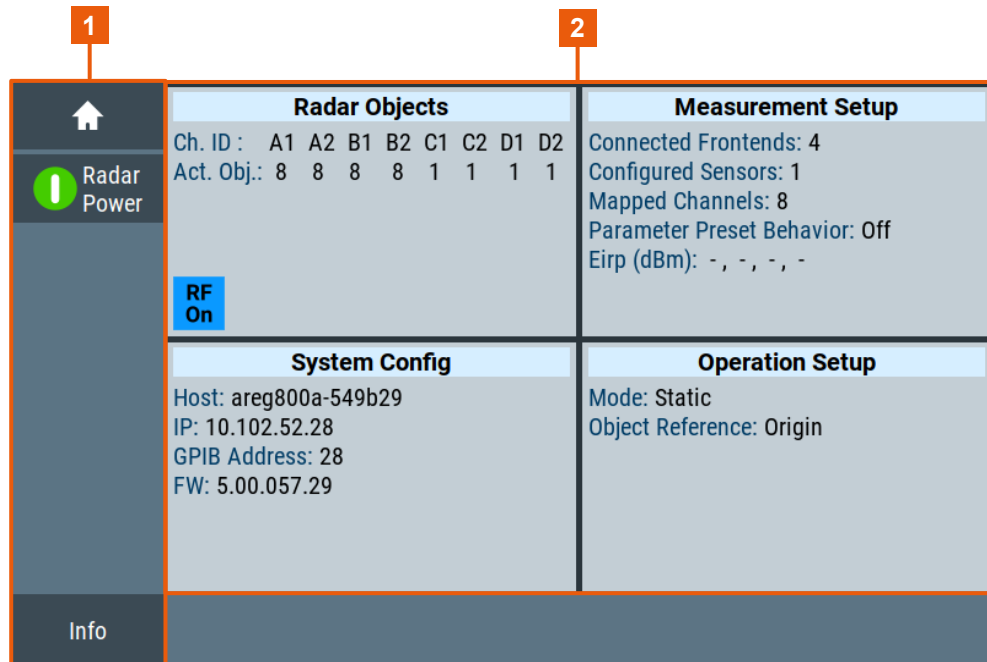 1
2
Radar
Power
Info
Radar Objects
Ch. ID : A1 A2 B1 B2 C1 C2 D1 D2
Act. Obj.: 8 8 8 8 1 1 1 1
RF
On
Measurement Setup
Connected Frontends: 4
Configured Sensors: 1
Mapped Channels: 8
Parameter Preset Behavior: Off
Eirp (dBm): - , - , - , -
System Config
Host: areg800a-549b29
IP: 10.102.52.28
GPIB Address: 28
FW: 5.00.057.29
Operation Setup
Mode: Static
Object Reference: Origin